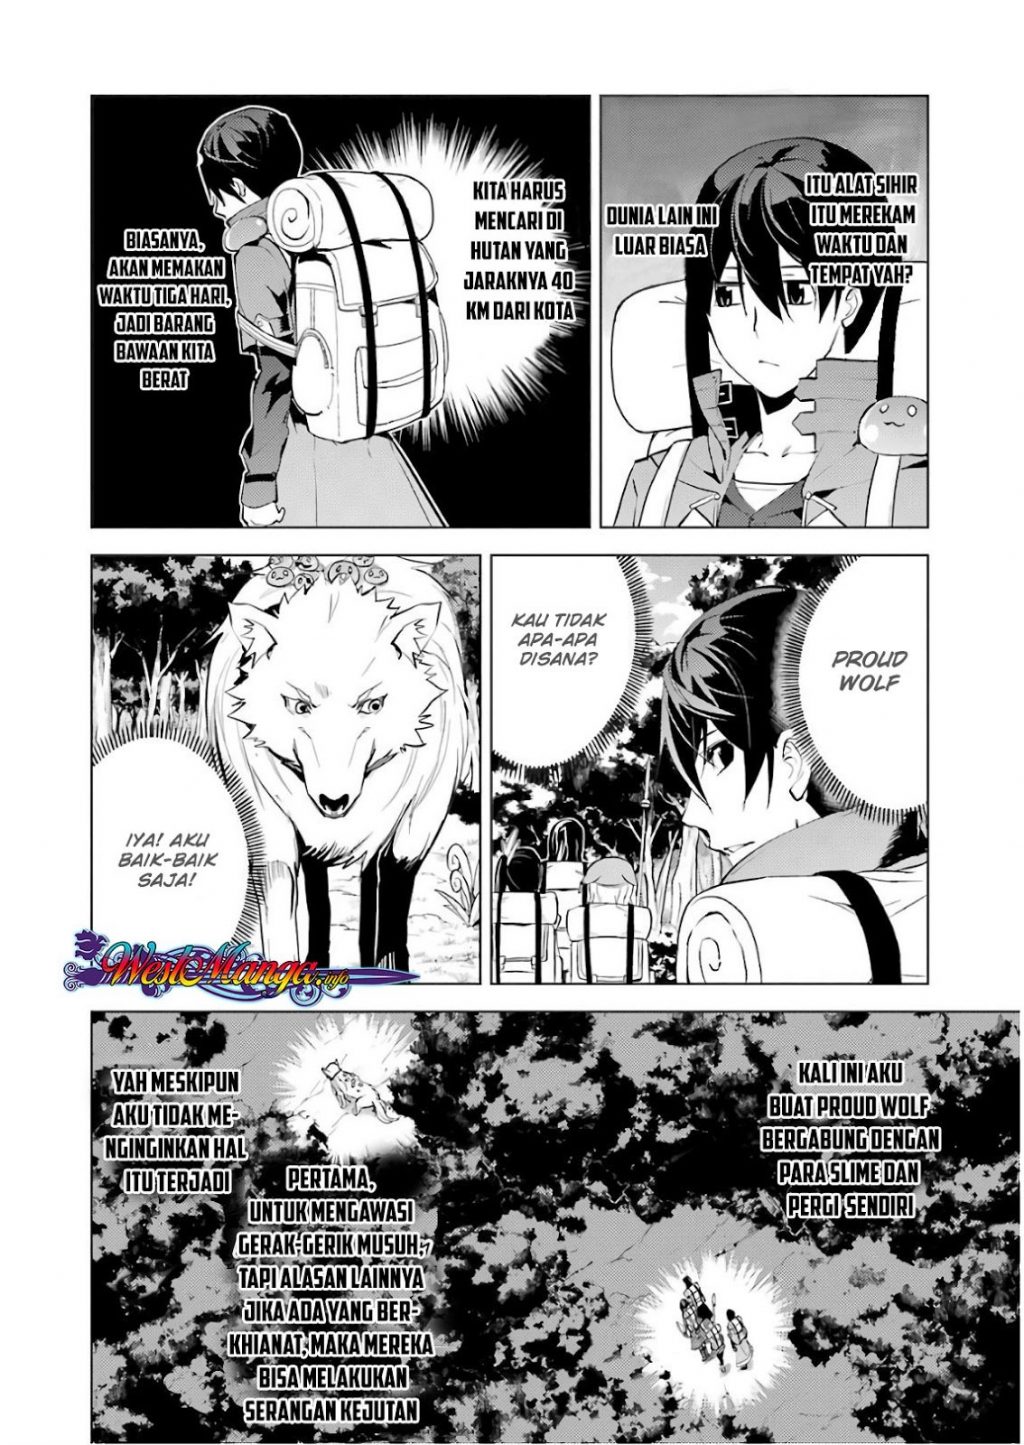 ITU ALAT SIHIR
ITU MEREKAM
WAKTU DAN
TEMPAT YAH?
DUNIA LAIN INI
LUAR BIASA
KITA HARUS
MENCARI DI
HUTAN YANG
JARAKNYA 40
KM DARI KOTA
BIASANYA,
AKAN MEMAKAN
WAKTU TIGA HARI,
JADI BARANG
BAWAAN KITA
BERAT
PROUD
WOLF
KAU TIDAK
APA-APA
DISANA?
IYA! AKU
BAIK-BAIK
SAJA!
WestManga.info
KALI INI AKU
BUAT PROUD WOLF
BERGABUNG DENGAN
PARA SLIME DAN
PERGI SENDIRI
PERTAMA,
UNTUK MENGAWASI
GERAK-GERIK MUSUH,
TAPI ALASAN LAINNYA
JIKA ADA YANG BER-
KHIANAT, MAKA MEREKA
BISA MELAKUKAN
SERANGAN KEJUTAN
YAH MESKIPUN
AKU TIDAK ME-
NGINGINKAN HAL
ITU TERJADI